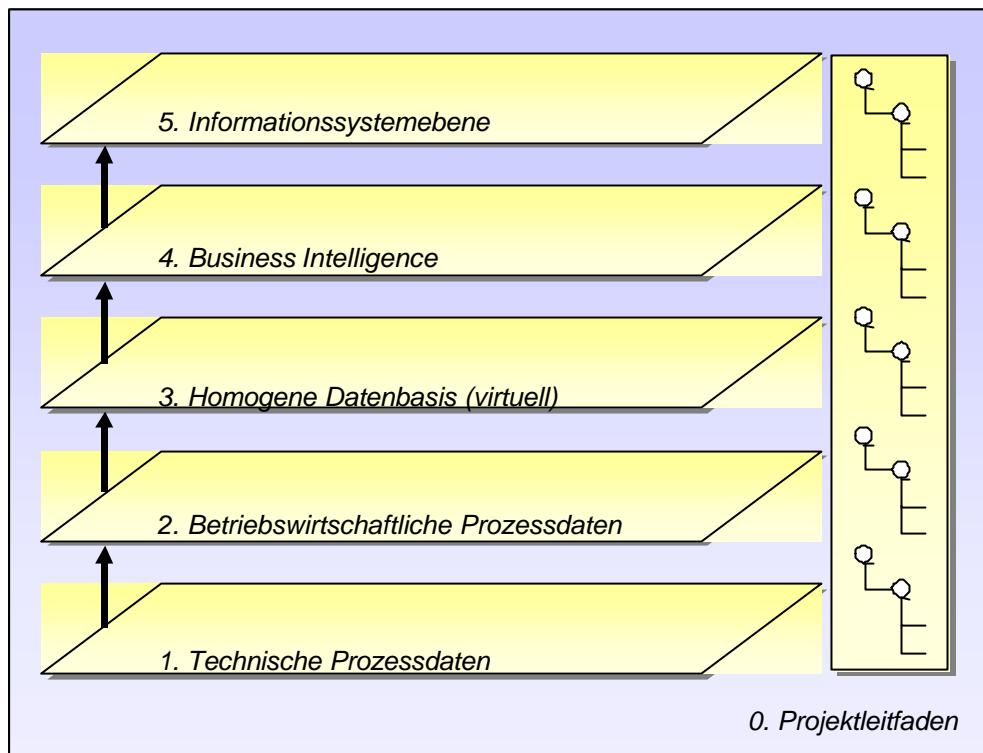 5. Informationssystemebene
4. Business Intelligence
3. Homogene Datenbasis (virtuell)
2. Betriebswirtschaftliche Prozessdaten
1. Technische Prozessdaten
0. Projektleitfaden